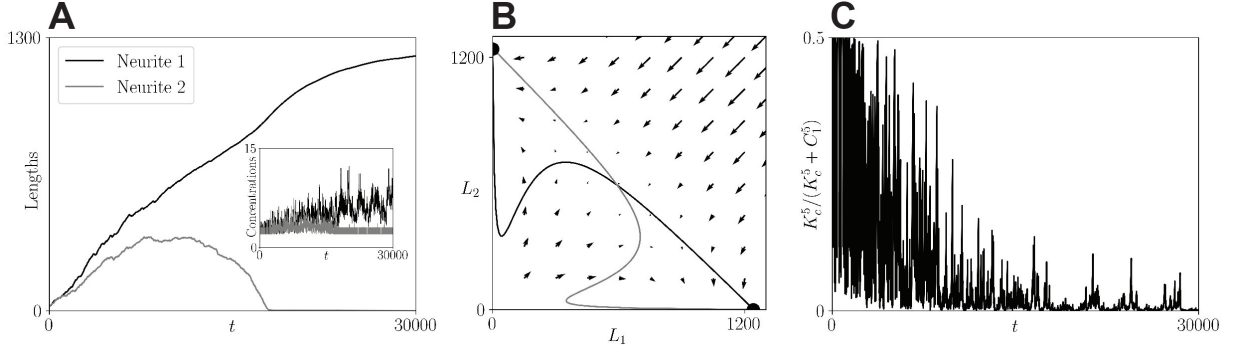 A
1300
Neurite 1
Neurite 2
Lengths
15
Concentrations
0
0
t
30000
0
0
t
30000
B
1200
L₂
0
0
L₁
1200
C
0.5
K_c^5/(K_c^5 + C_1^5)
0
0
t
30000